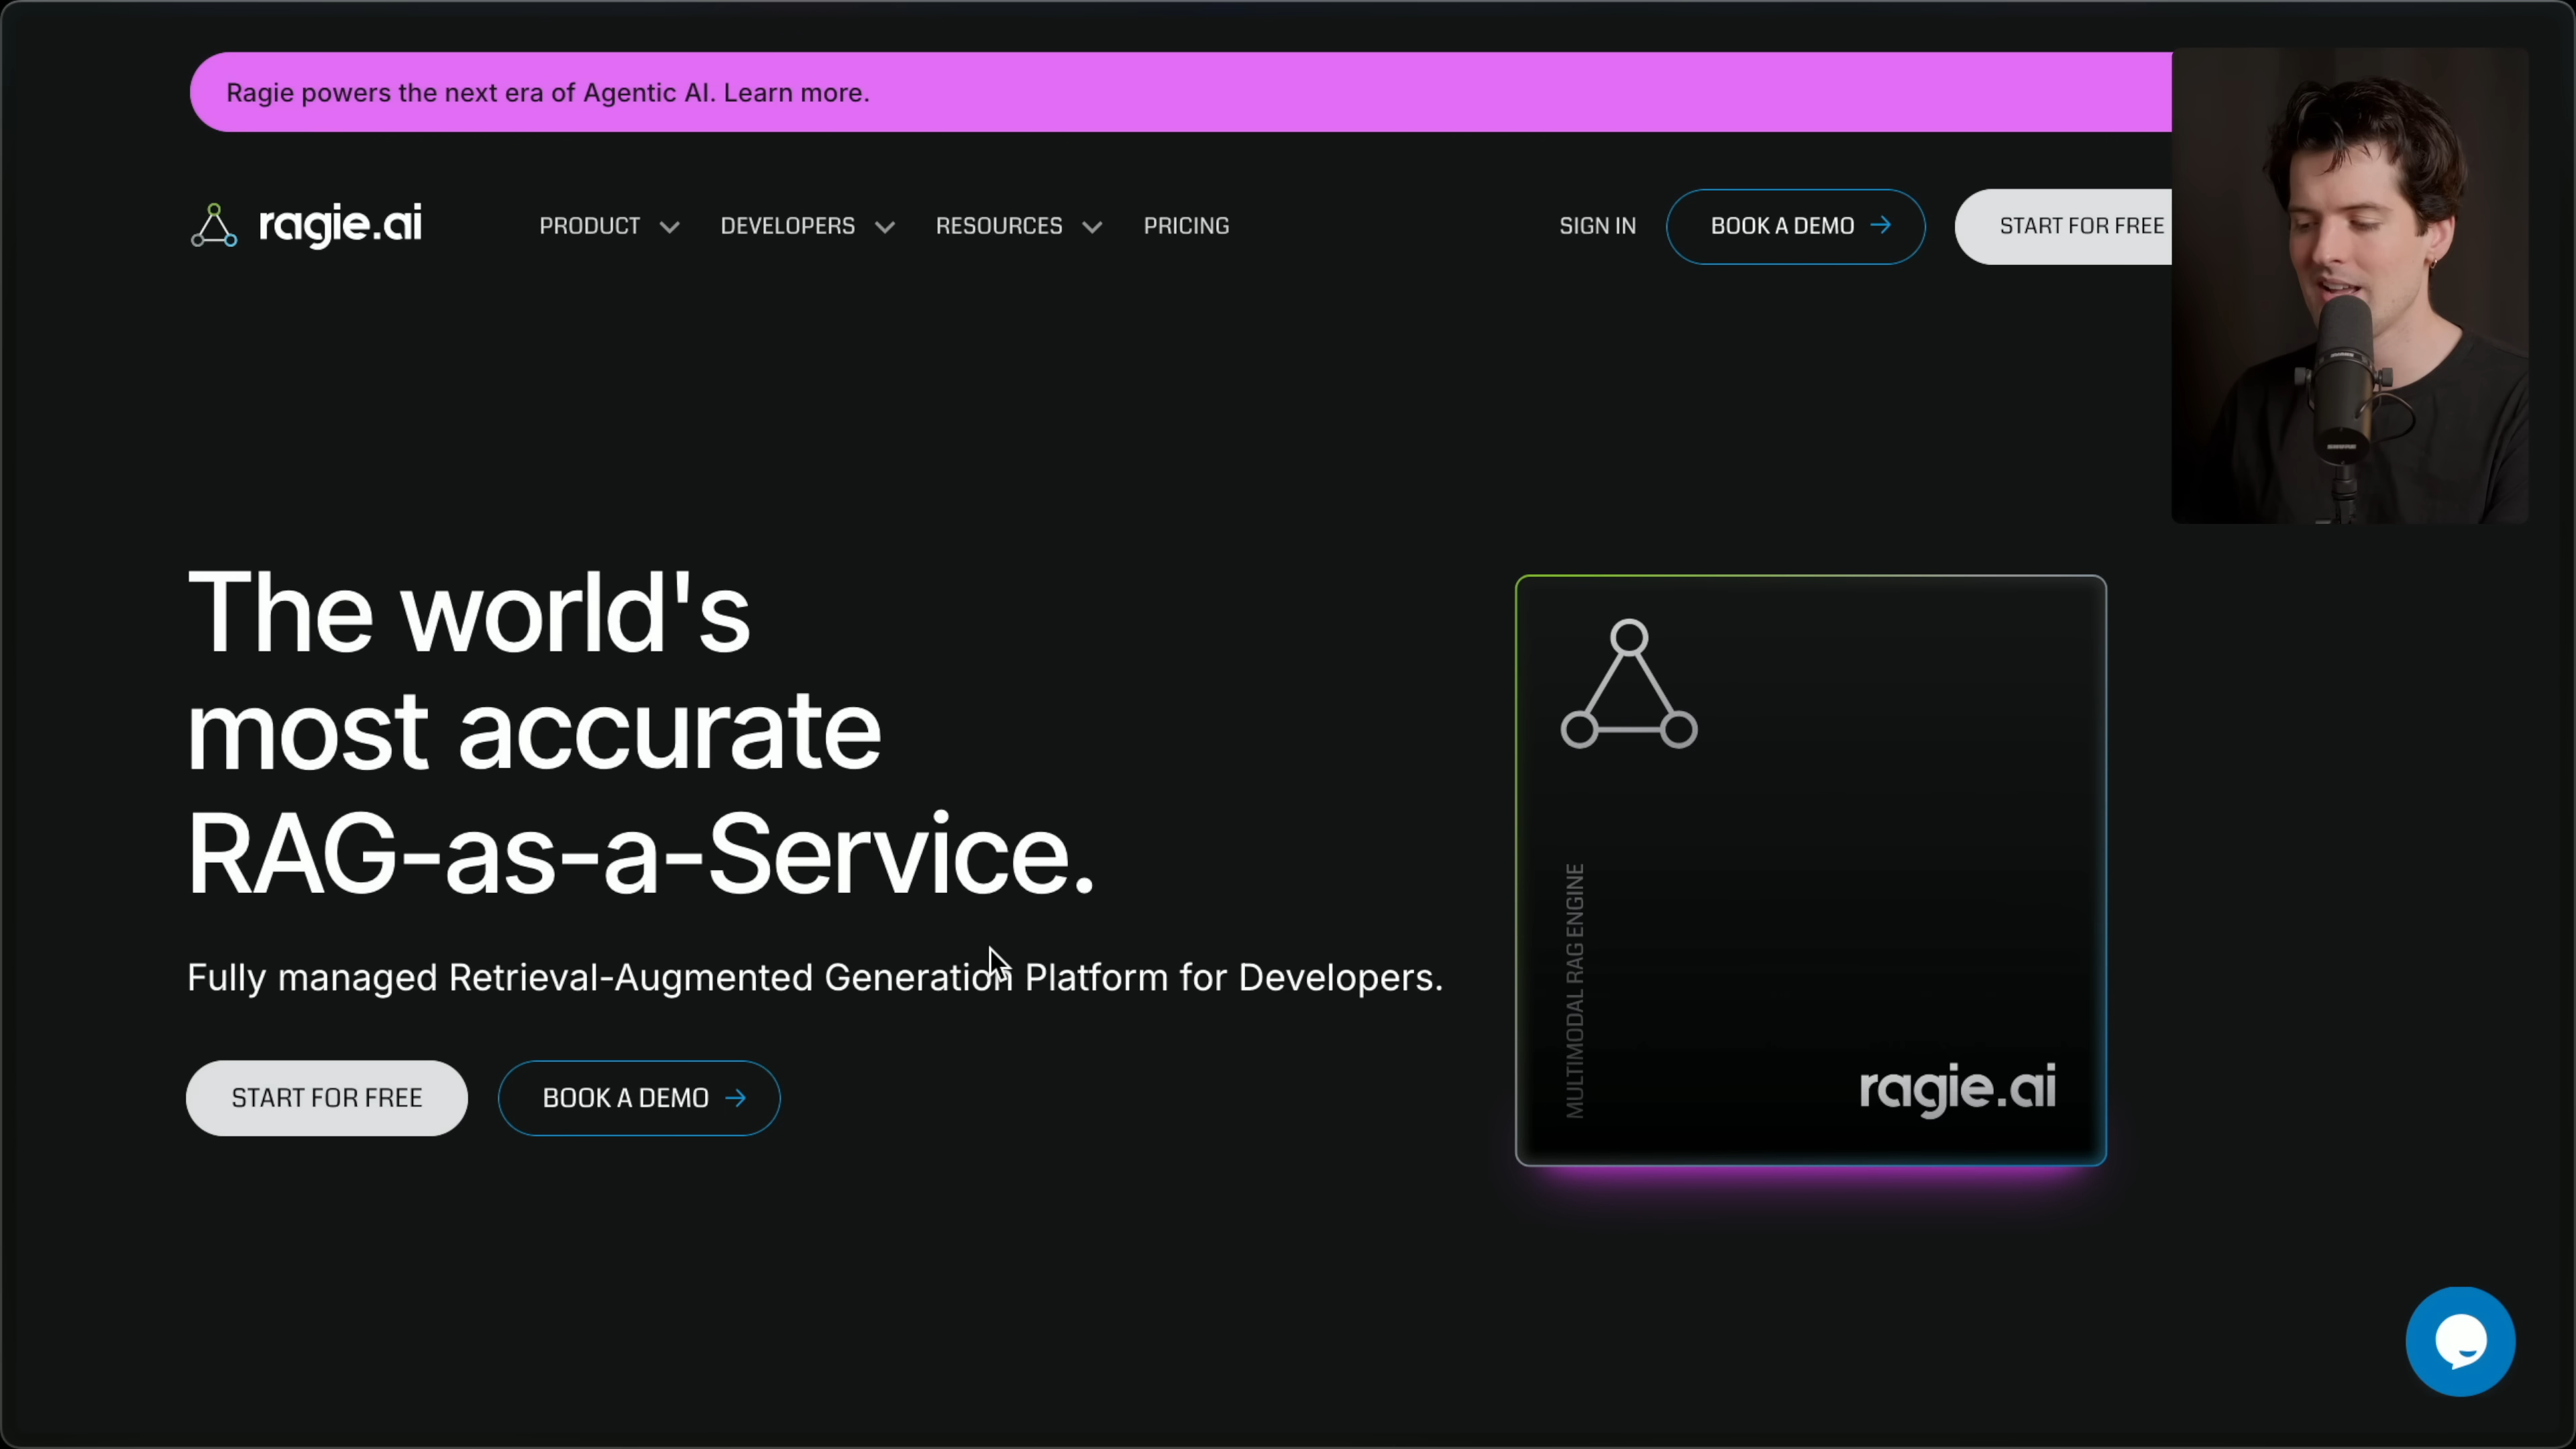 Ragie powers the next era of Agentic AI. Learn more.
ragie.ai
PRODUCT
DEVELOPERS
RESOURCES
PRICING
SIGN IN
BOOK A DEMO
START FOR FREE
The world's
most accurate
RAG-as-a-Service.
Fully managed Retrieval-Augmented Generation Platform for Developers.
START FOR FREE
BOOK A DEMO
MULTIMODAL RAG ENGINE
ragie.ai